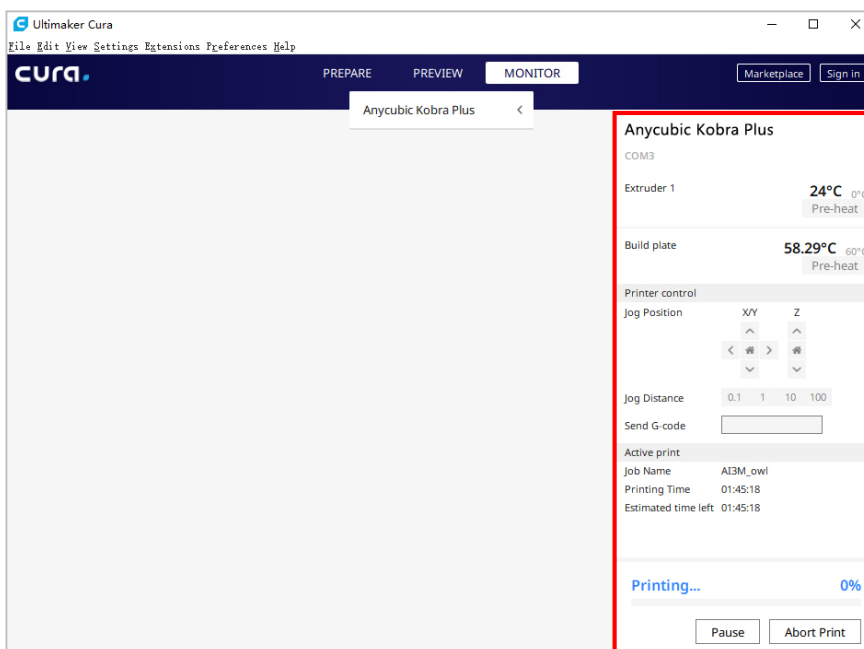 Ultimaker Cura
File Edit View Settings Extensions Preferences Help
cura.
PREPARE PREVIEW MONITOR
Marketplace Sign in
Anycubic Kobra Plus
Anycubic Kobra Plus
COM3
Extruder 1 24°C 0°C
Pre-heat
Build plate 58.29°C 60°C
Pre-heat
Printer control
Jog Position X/Y Z
Jog Distance 0.1 1 10 100
Send G-code
Active print
Job Name AI3M_owl
Printing Time 01:45:18
Estimated time left 01:45:18
Printing... 0%
Pause Abort Print